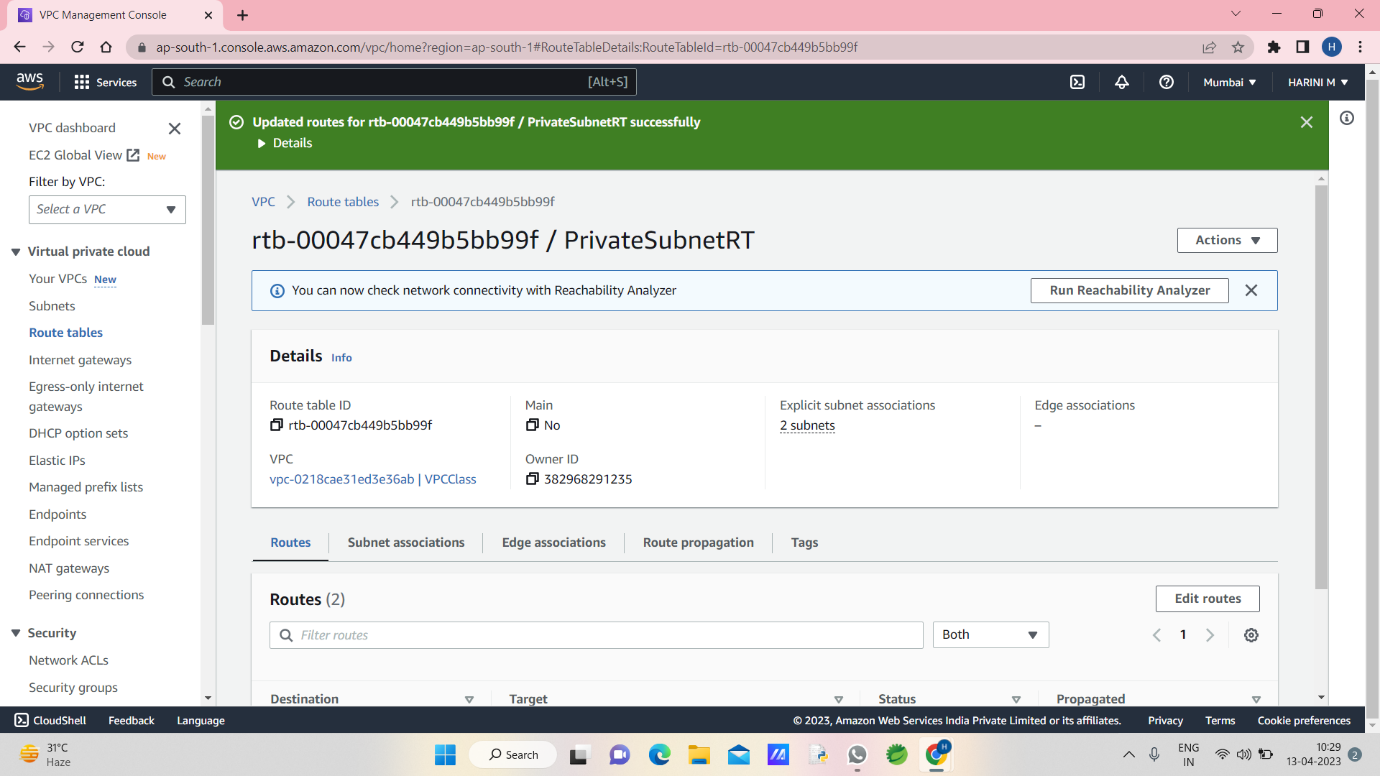 VPC Management Console
ap-south-1.console.aws.amazon.com/vpc/home?region=ap-south-1#RouteTableDetails:RouteTableId=rtb-00047cb449b5bb99f
H
aws
Services
Search
[Alt+S]
Mumbai
HARINI M
VPC dashboard
EC2 Global View New
Filter by VPC:
Select a VPC
Virtual private cloud
Your VPCs New
Subnets
Route tables
Internet gateways
Egress-only internet
gateways
DHCP option sets
Elastic IPs
Managed prefix lists
Endpoints
Endpoint services
NAT gateways
Peering connections
Security
Network ACLs
Security groups
Updated routes for rtb-00047cb449b5bb99f / PrivateSubnetRT successfully
Details
VPC
Route tables
rtb-00047cb449b5bb99f
rtb-00047cb449b5bb99f / PrivateSubnetRT
Actions
You can now check network connectivity with Reachability Analyzer
Run Reachability Analyzer
Details Info
Route table ID
rtb-00047cb449b5bb99f
Main
No
Explicit subnet associations
2 subnets
Edge associations
–
VPC
vpc-0218cae31ed3e36ab | VPCClass
Owner ID
382968291235
Routes
Subnet associations
Edge associations
Route propagation
Tags
Routes (2)
Edit routes
Filter routes
Both
1
Destination
Target
Status
Propagated
CloudShell
Feedback
Language
© 2023, Amazon Web Services India Private Limited or its affiliates.
Privacy
Terms
Cookie preferences
31°C
Haze
Search
H
ENG
IN
10:29
13-04-2023
2